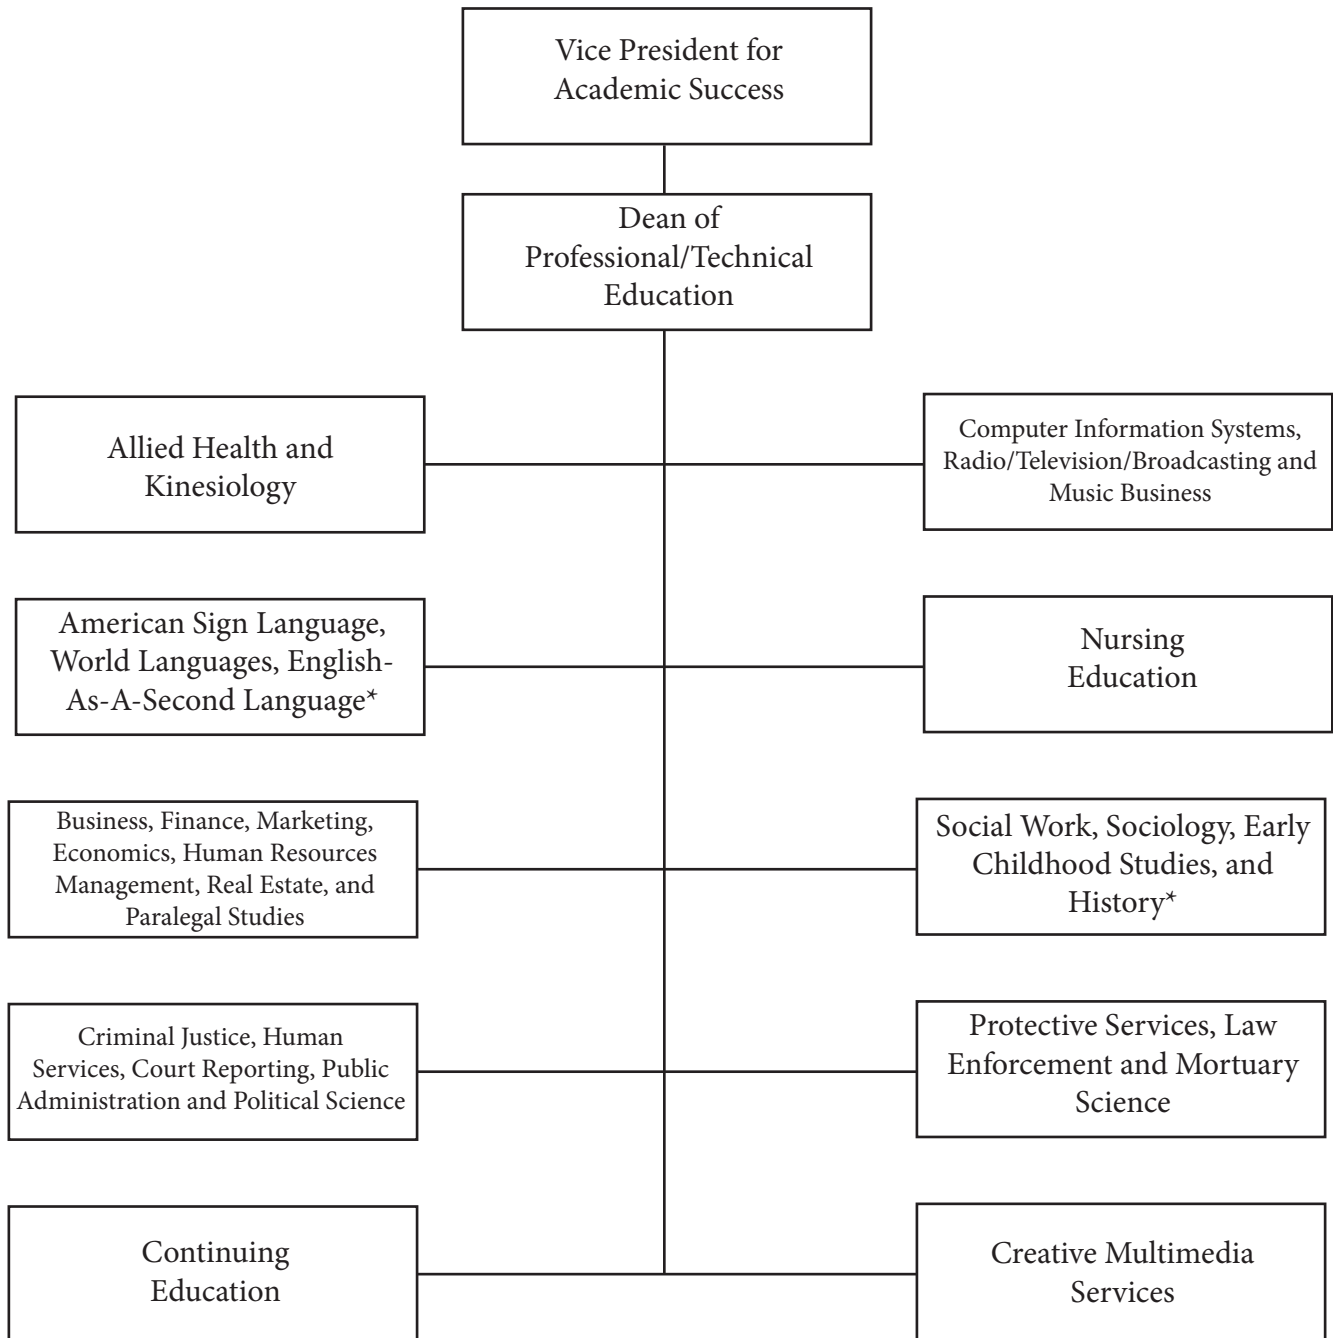 Vice President for
Academic Success
Dean of
Professional/Technical
Education
Allied Health and
Kinesiology
Computer Information Systems,
Radio/Television/Broadcasting and
Music Business
American Sign Language,
World Languages, English-
As-A-Second Language*
Nursing
Education
Business, Finance, Marketing,
Economics, Human Resources
Management, Real Estate, and
Paralegal Studies
Social Work, Sociology, Early
Childhood Studies, and
History*
Criminal Justice, Human
Services, Court Reporting, Public
Administration and Political Science
Protective Services, Law
Enforcement and Mortuary
Science
Continuing
Education
Creative Multimedia
Services